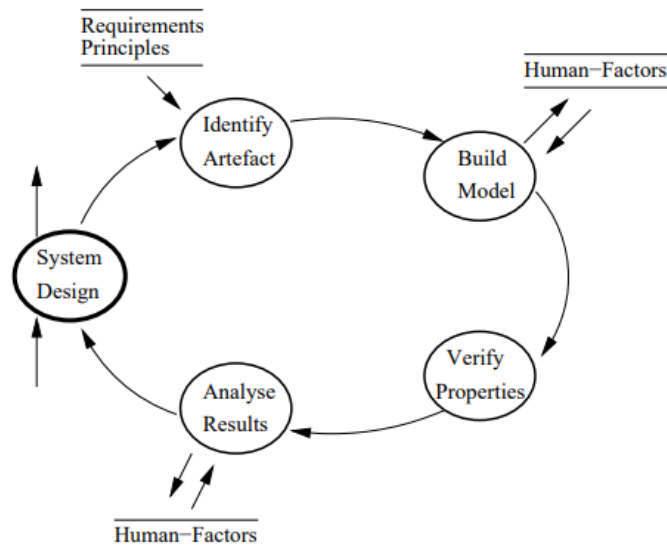 Requirements
Principles
Human−Factors
Identify
Artefact
Build
Model
System
Design
Verify
Properties
Analyse
Results
Human−Factors